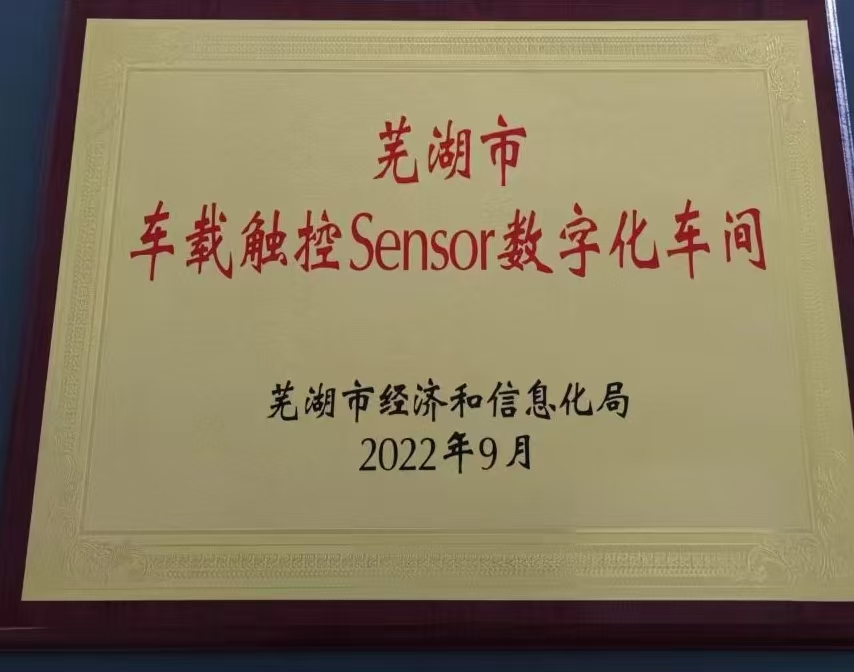 芜湖市
车载触控Sensor数字化车间
芜湖市经济和信息化局
2022年9月